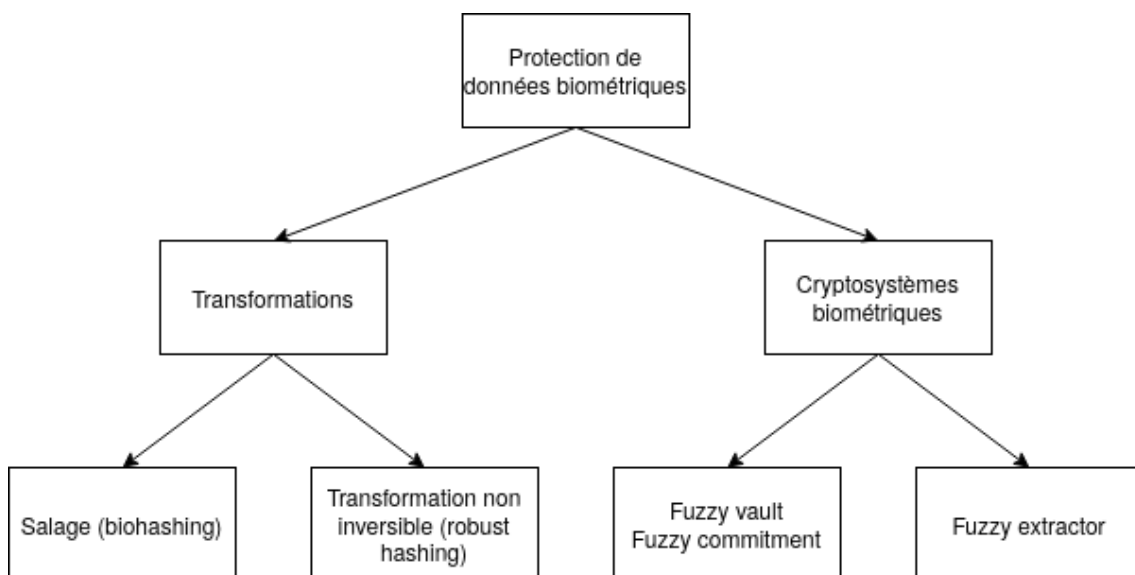 Protection de
données biométriques
Transformations
Cryptosystèmes
biométriques
Salage (biohashing)
Transformation non
inversible (robust
hashing)
Fuzzy vault
Fuzzy commitment
Fuzzy extractor